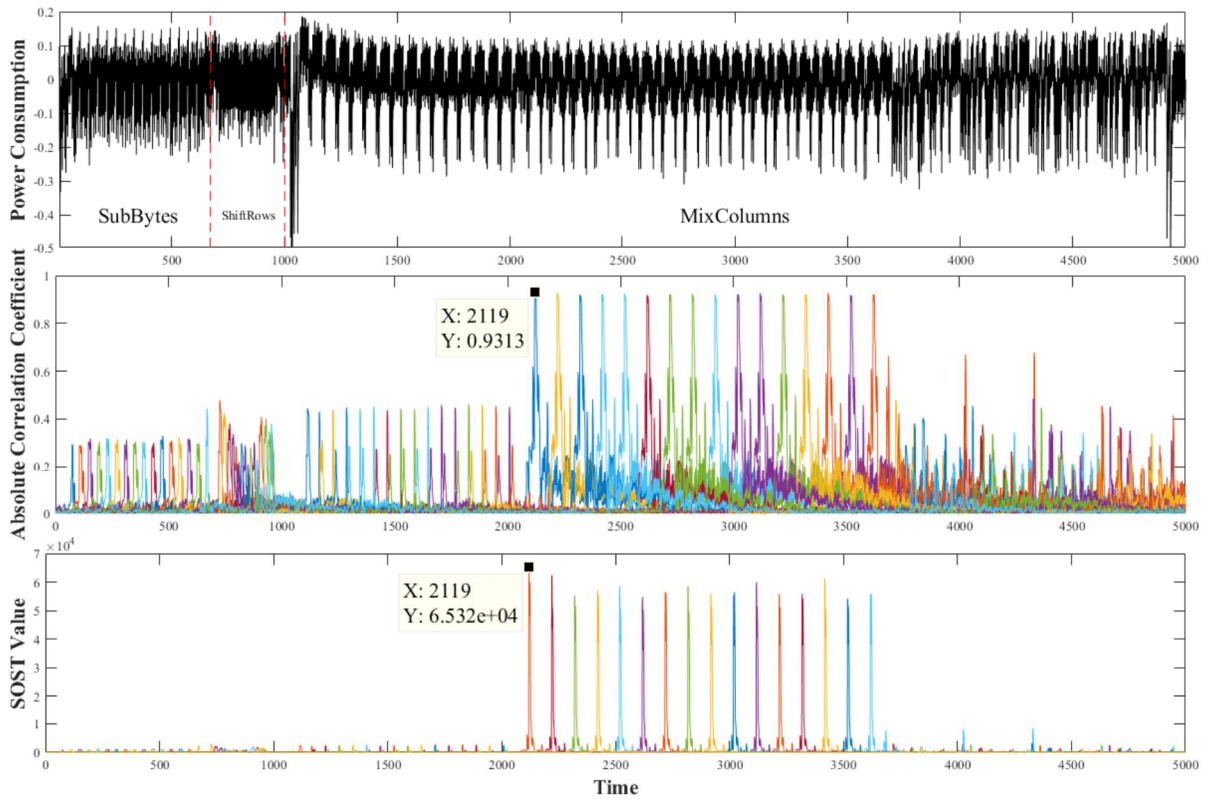 Power Consumption
0.2
0.1
0
-0.1
-0.2
-0.3
-0.4
-0.5
SubBytes
ShiftRows
MixColumns
500 1000 1500 2000 2500 3000 3500 4000 4500 5000
Absolute Correlation Coefficient
1
0.8
0.6
0.4
0.2
0
X: 2119
Y: 0.9313
0 500 1000 1500 2000 2500 3000 3500 4000 4500 5000
SOST Value
×10^4
7
6
5
4
3
2
1
0
X: 2119
Y: 6.532e+04
0 500 1000 1500 2000 2500 3000 3500 4000 4500 5000
Time